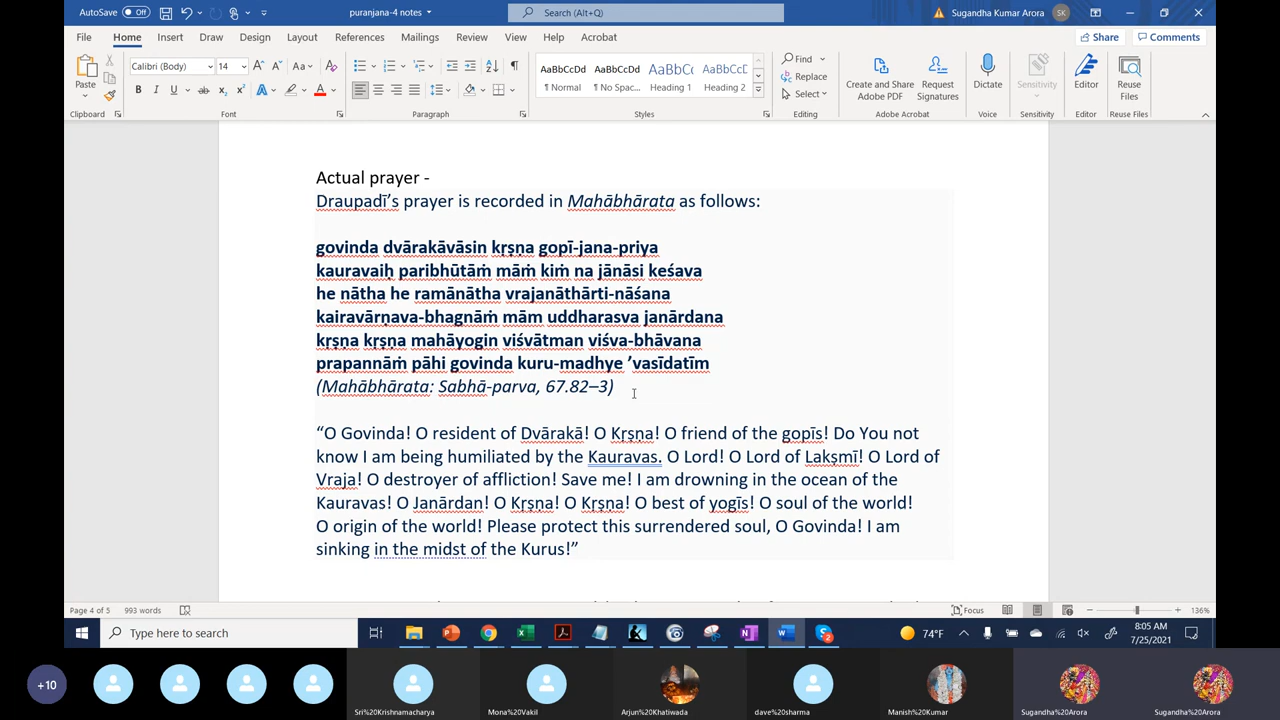 AutoSave Off
puranjana-4 notes
Search (Alt+Q)
Sugandha Kumar Arora SK
File Home Insert Draw Design Layout References Mailings Review View Help Acrobat Share Comments
Calibri (Body) 14
Paste
B I U ab x₂ x²
AaBbCcDd AaBbCcDd AaBbCc AaBbCcD
¶ Normal ¶ No Spac... Heading 1 Heading 2
Find
Replace
Select
Create and Share Adobe PDF
Request Signatures
Dictate
Sensitivity
Editor
Reuse Files
Clipboard Font Paragraph Styles Editing Adobe Acrobat Voice Sensitivity Editor Reuse Files
Actual prayer -
Draupadī’s prayer is recorded in Mahābhārata as follows:
govinda dvārakāvāsin kṛṣṇa gopī-jana-priya
kauravaiḥ paribhūtāṁ māṁ kiṁ na jānāsi keśava
he nātha he ramānātha vrajanāthārti-nāśana
kairavārṇava-bhagnāṁ mām uddharasva janārdana
kṛṣṇa kṛṣṇa mahāyogin viśvātman viśva-bhāvana
prapannāṁ pāhi govinda kuru-madhye ’vasīdatīm
(Mahābhārata: Sabhā-parva, 67.82–3)
“O Govinda! O resident of Dvārakā! O Kṛṣṇa! O friend of the gopīs! Do You not
know I am being humiliated by the Kauravas. O Lord! O Lord of Lakṣmī! O Lord of
Vraja! O destroyer of affliction! Save me! I am drowning in the ocean of the
Kauravas! O Janārdan! O Kṛṣṇa! O Kṛṣṇa! O best of yogīs! O soul of the world!
O origin of the world! Please protect this surrendered soul, O Govinda! I am
sinking in the midst of the Kurus!”
Page 4 of 5 993 words
Focus
136%
Type here to search
74°F
8:05 AM
7/25/2021
+10
Sri%20Krishnamacharya Mona%20Vakil Arjun%20Khatiwada dave%20sharma Manish%20Kumar Sugandha%20Arora Sugandha%20Arora